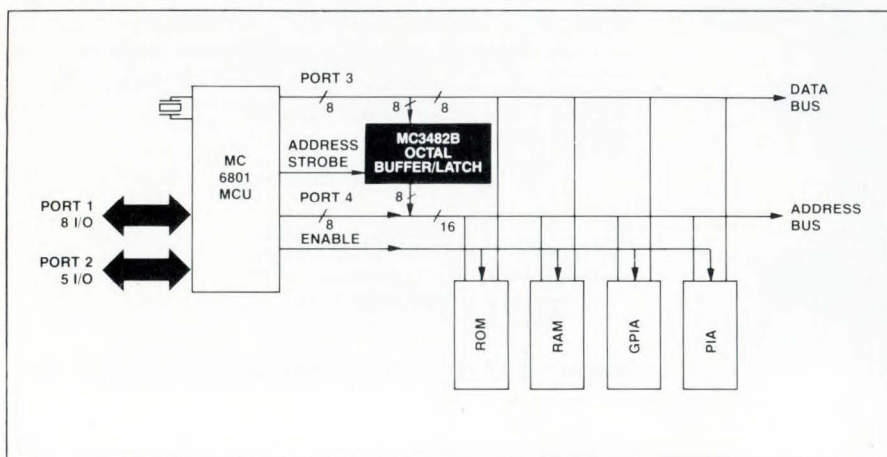 PORT 3
8
8
8
DATA
BUS
MC3482B
OCTAL
BUFFER/LATCH
ADDRESS
STROBE
MC
6801
MCU
PORT 1
8 I/O
PORT 4
8
8
16
ADDRESS
BUS
ENABLE
PORT 2
5 I/O
ROM
RAM
GPIA
PIA